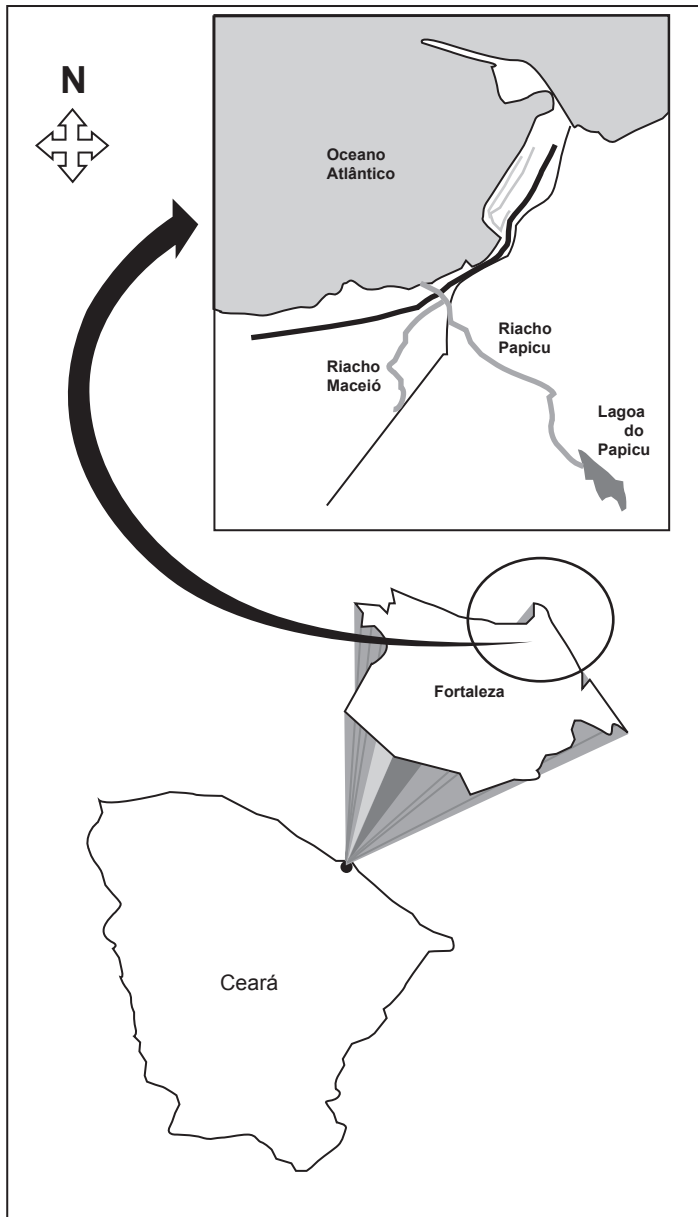 N
Oceano
Atlântico
Riacho
Papicu
Riacho
Maceió
Lagoa
do
Papicu
Fortaleza
Ceará